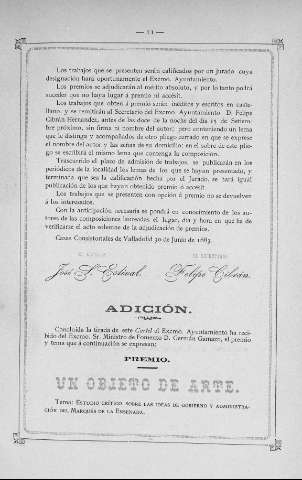 — 11 —
Los trabajos que se presenten serán calificados por un Jurado cuya
designación hará oportunamente el Excmo. Ayuntamiento.
Los premios se adjudicarán al mérito absoluto, y por lo tanto podrá
suceder que no haya lugar á premio ni accésit.
Los trabajos que opten á premio serán inéditos y escritos en caste-
llano, y se remitirán al Secretario del Excmo. Ayuntamiento D. Felipe
Cibrán Hernández, antes de las doce de la noche del día 15 de Setiem-
bre próximo, sin firma ni nombre del autor; pero conteniendo un lema
que le distinga y acompañados de otro pliego cerrado en que se exprese
el nombre del autor y las señas de su domicilio; en el sobre de este plie-
go se escribirá el mismo lema que contenga la composición.
Trascurrido el plazo de admisión de trabajos, se publicarán en los
periódicos de la localidad los lemas de los que se hayan presentado, y
terminada que sea la calificación hecha por el Jurado, se hará igual
publicación de los que hayan obtenido premio ó accésit.
Los trabajos que se presenten con opción á premio no se devuelven
á los interesados.
Con la anticipación necesaria se pondrá en conocimiento de los au-
tores de las composiciones laureadas, el lugar, día y hora en que ha de
verificarse el acto solemne de la adjudicación de premios.
Casas Consistoriales de Valladolid 30 de Junio de 1883.
José S. Felipe Cibrán.
ADICIÓN.
Concluida la tirada de este Cartel el Excmo. Ayuntamiento ha reci-
bido del Excmo. Sr. Ministro de Fomento D. Germán Gamazo, el premio
y tema que á continuación se expresan:
PREMIO.
UN OBJETO DE ARTE.
Tema: Estudio crítico sobre las ideas de gobierno y administra-
ción del Marqués de la Ensenada.